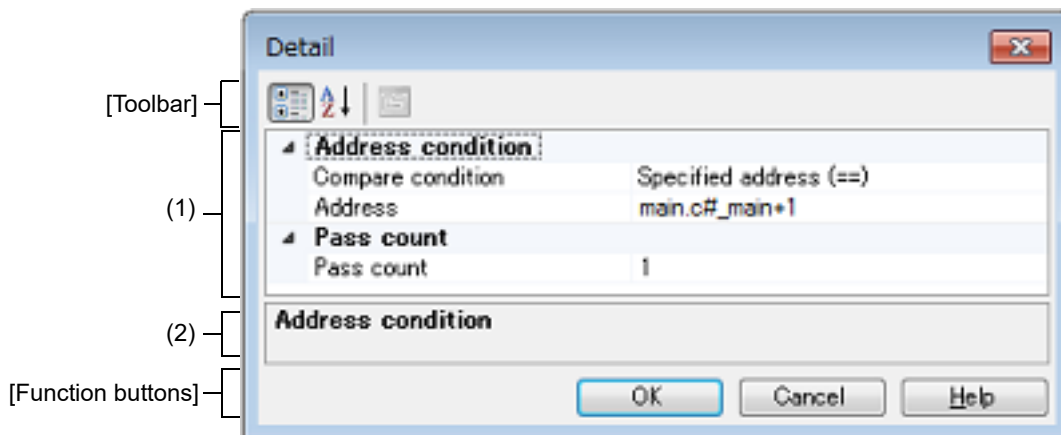 Detail
[Toolbar]
(1)
Address condition
Compare condition Specified address (==)
Address main.c#_main+1
Pass count
Pass count 1
(2)
Address condition
[Function buttons]
OK Cancel Help